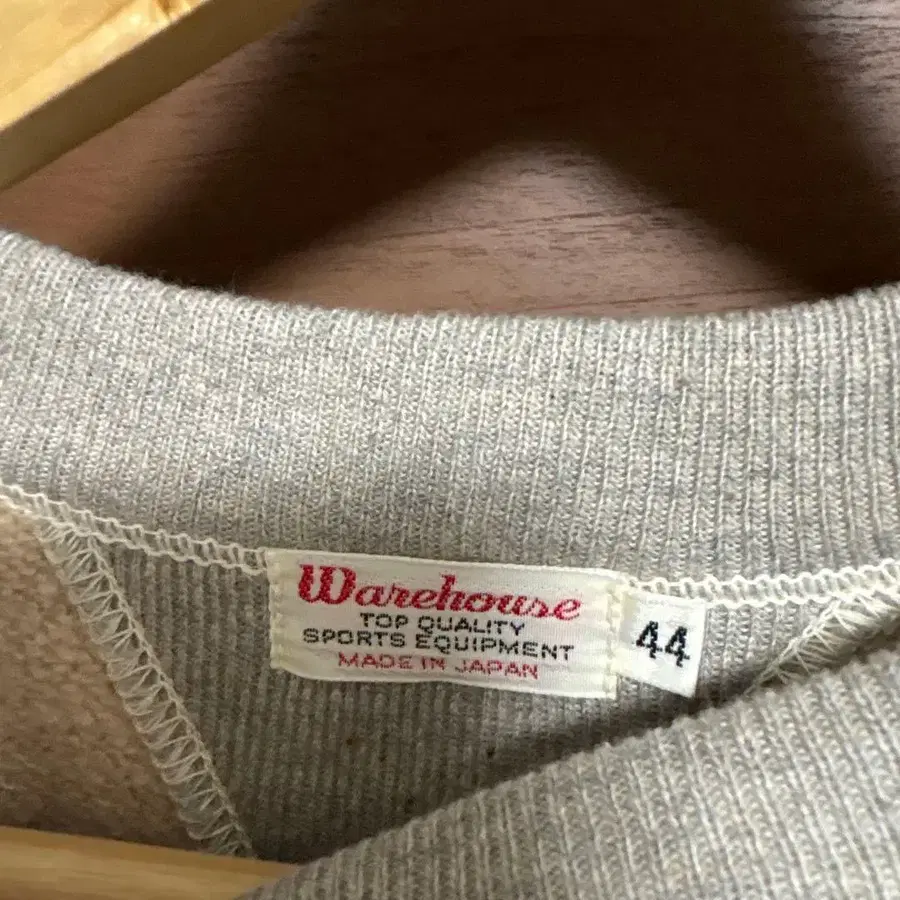 Warehouse
TOP QUALITY
SPORTS EQUIPMENT
MADE IN JAPAN
44